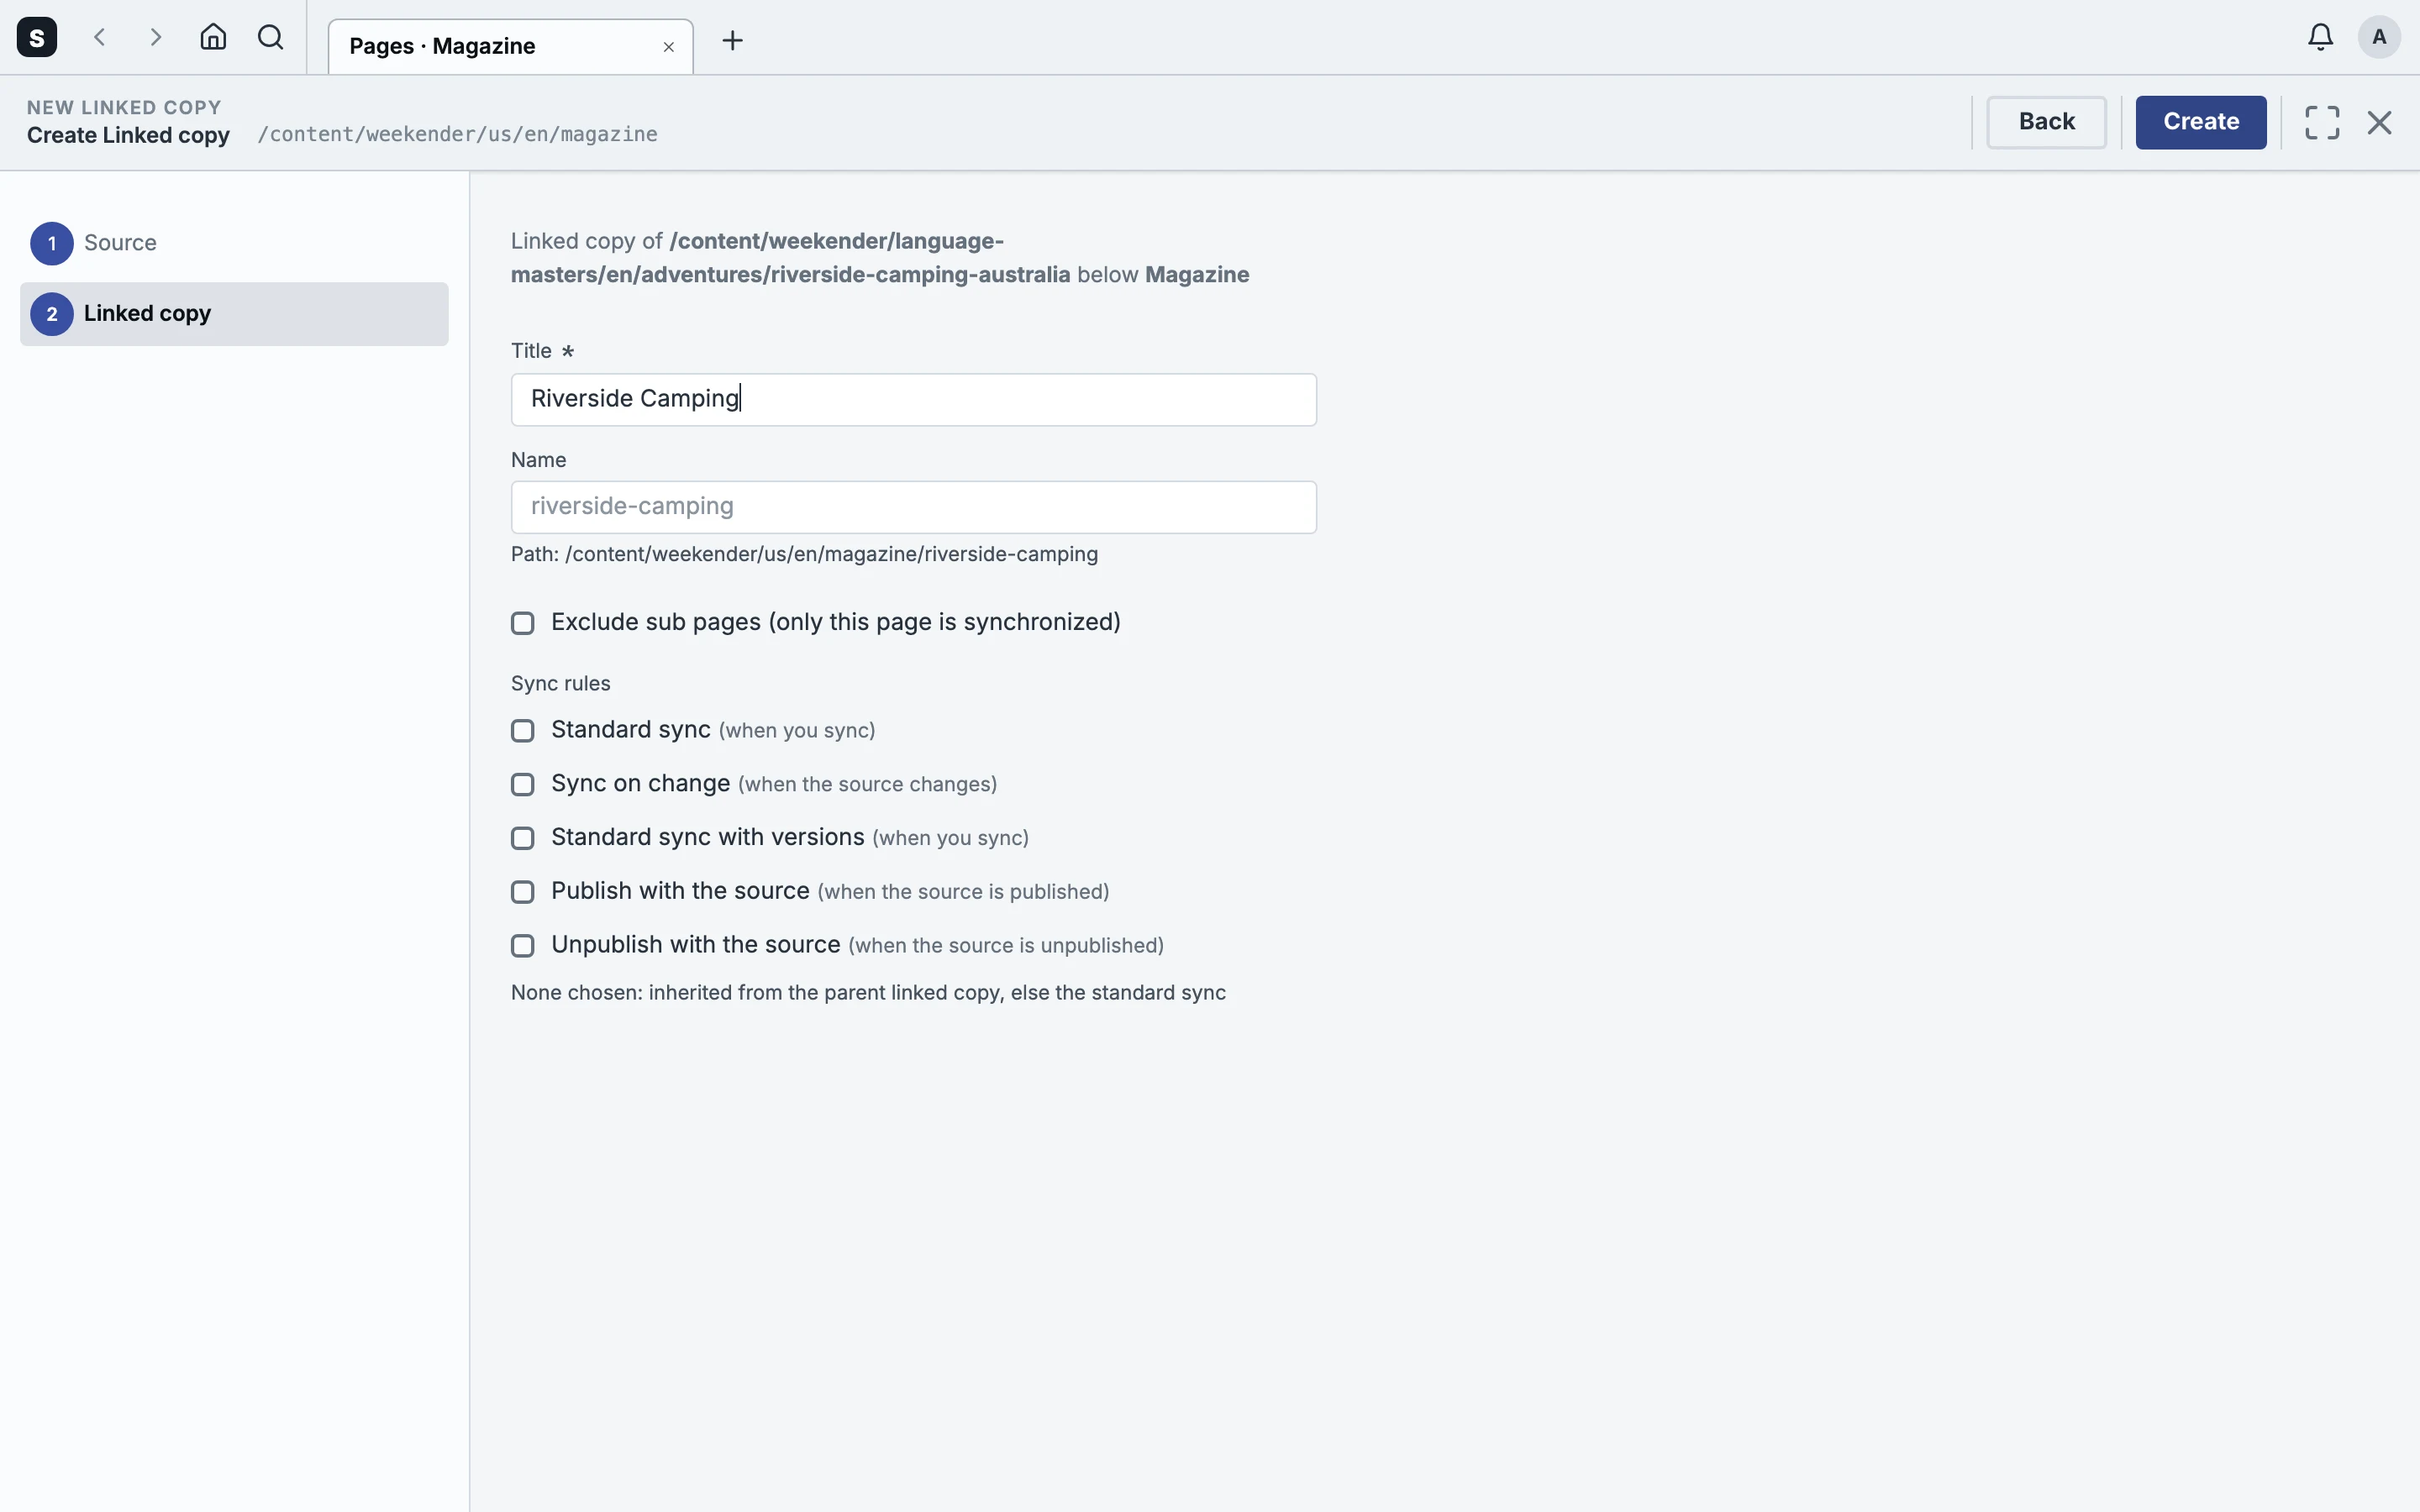 S
Pages · Magazine
A
NEW LINKED COPY
Create Linked copy /content/weekender/us/en/magazine
Back
Create
1 Source
2 Linked copy
Linked copy of /content/weekender/language-
masters/en/adventures/riverside-camping-australia below Magazine
Title *
Riverside Camping
Name
riverside-camping
Path: /content/weekender/us/en/magazine/riverside-camping
Exclude sub pages (only this page is synchronized)
Sync rules
Standard sync (when you sync)
Sync on change (when the source changes)
Standard sync with versions (when you sync)
Publish with the source (when the source is published)
Unpublish with the source (when the source is unpublished)
None chosen: inherited from the parent linked copy, else the standard sync